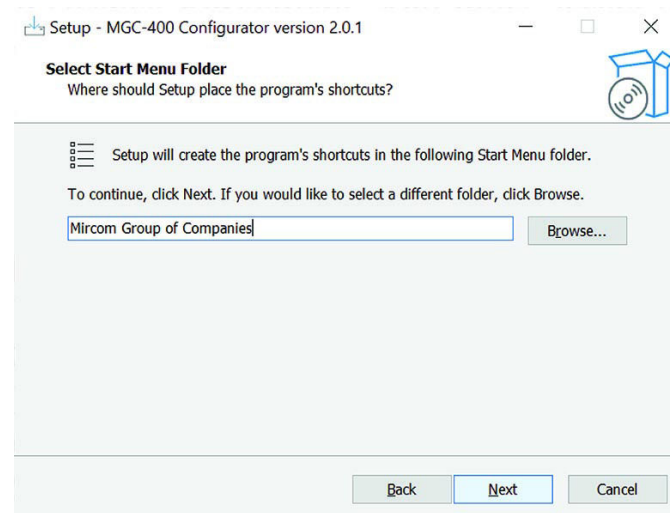 Setup - MGC-400 Configurator version 2.0.1
Select Start Menu Folder
Where should Setup place the program's shortcuts?
Setup will create the program's shortcuts in the following Start Menu folder.
To continue, click Next. If you would like to select a different folder, click Browse.
Mircom Group of Companies
Browse...
Back
Next
Cancel